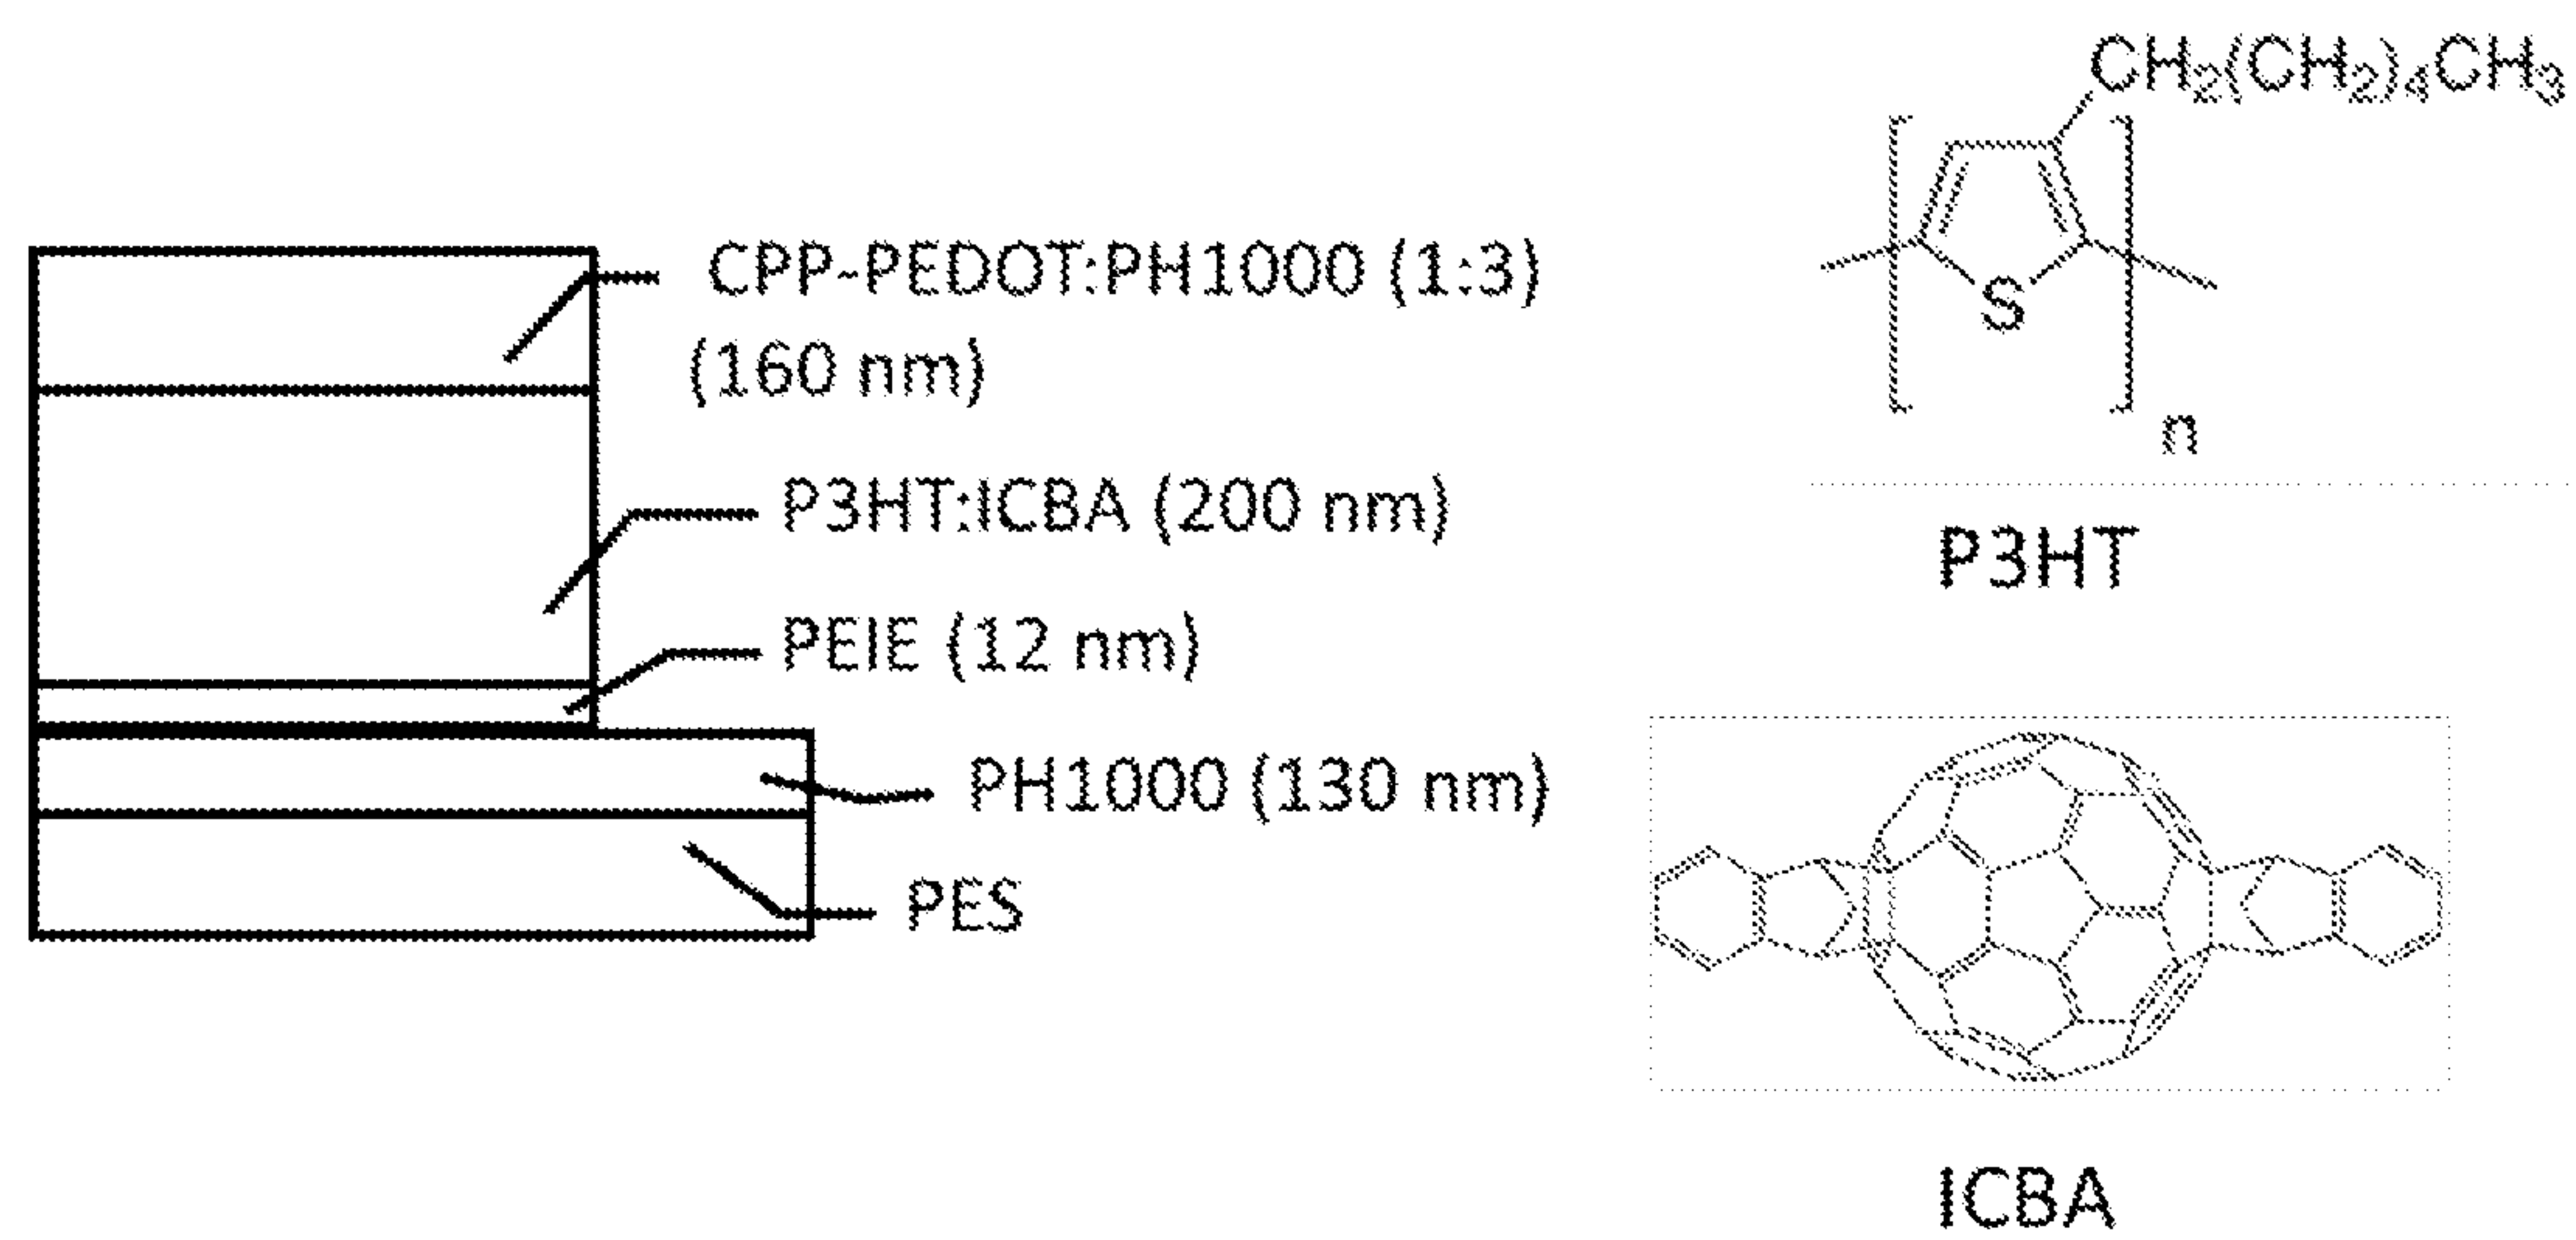 CPP-PEDOT:PH1000 (1:3)
(160 nm)
P3HT:ICBA (200 nm)
PEIE (12 nm)
PH1000 (130 nm)
PES
CH₂(CH₂)₄CH₃
S
n
P3HT
ICBA